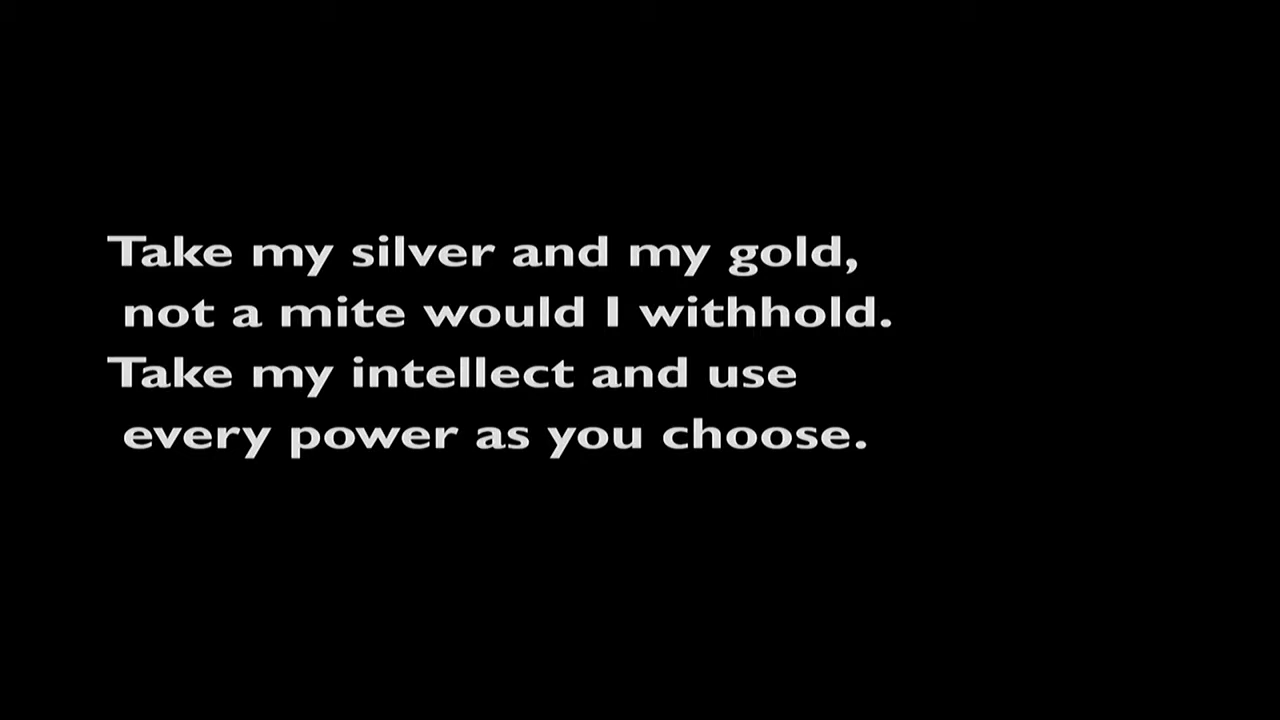 Take my silver and my gold,
not a mite would I withhold.
Take my intellect and use
every power as you choose.